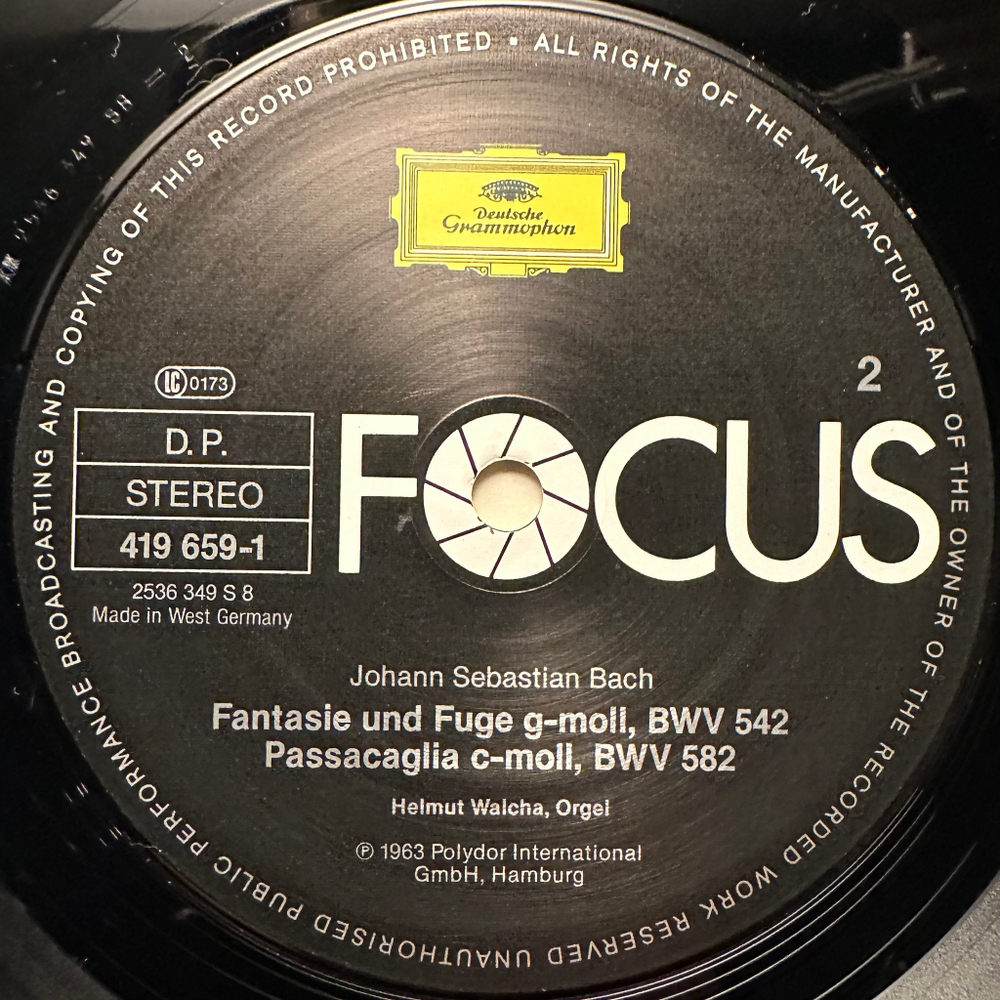 ALL RIGHTS OF THE MANUFACTURER AND OF THE OWNER OF THE RECORDED WORK RESERVED UNAUTHORISED PUBLIC PERFORMANCE BROADCASTING AND COPYING OF THIS RECORD PROHIBITED ▪
Deutsche
Grammophon
LC 0173
2
D.P.
STEREO
419 659-1
FOCUS
2536 349 S 8
Made in West Germany
Johann Sebastian Bach
Fantasie und Fuge g-moll, BWV 542
Passacaglia c-moll, BWV 582
Helmut Walcha, Orgel
℗ 1963 Polydor International
GmbH, Hamburg